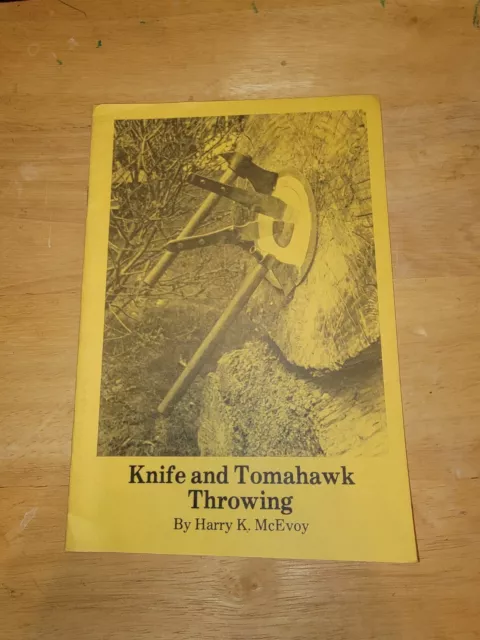 Knife and Tomahawk
Throwing
By Harry K. McEvoy